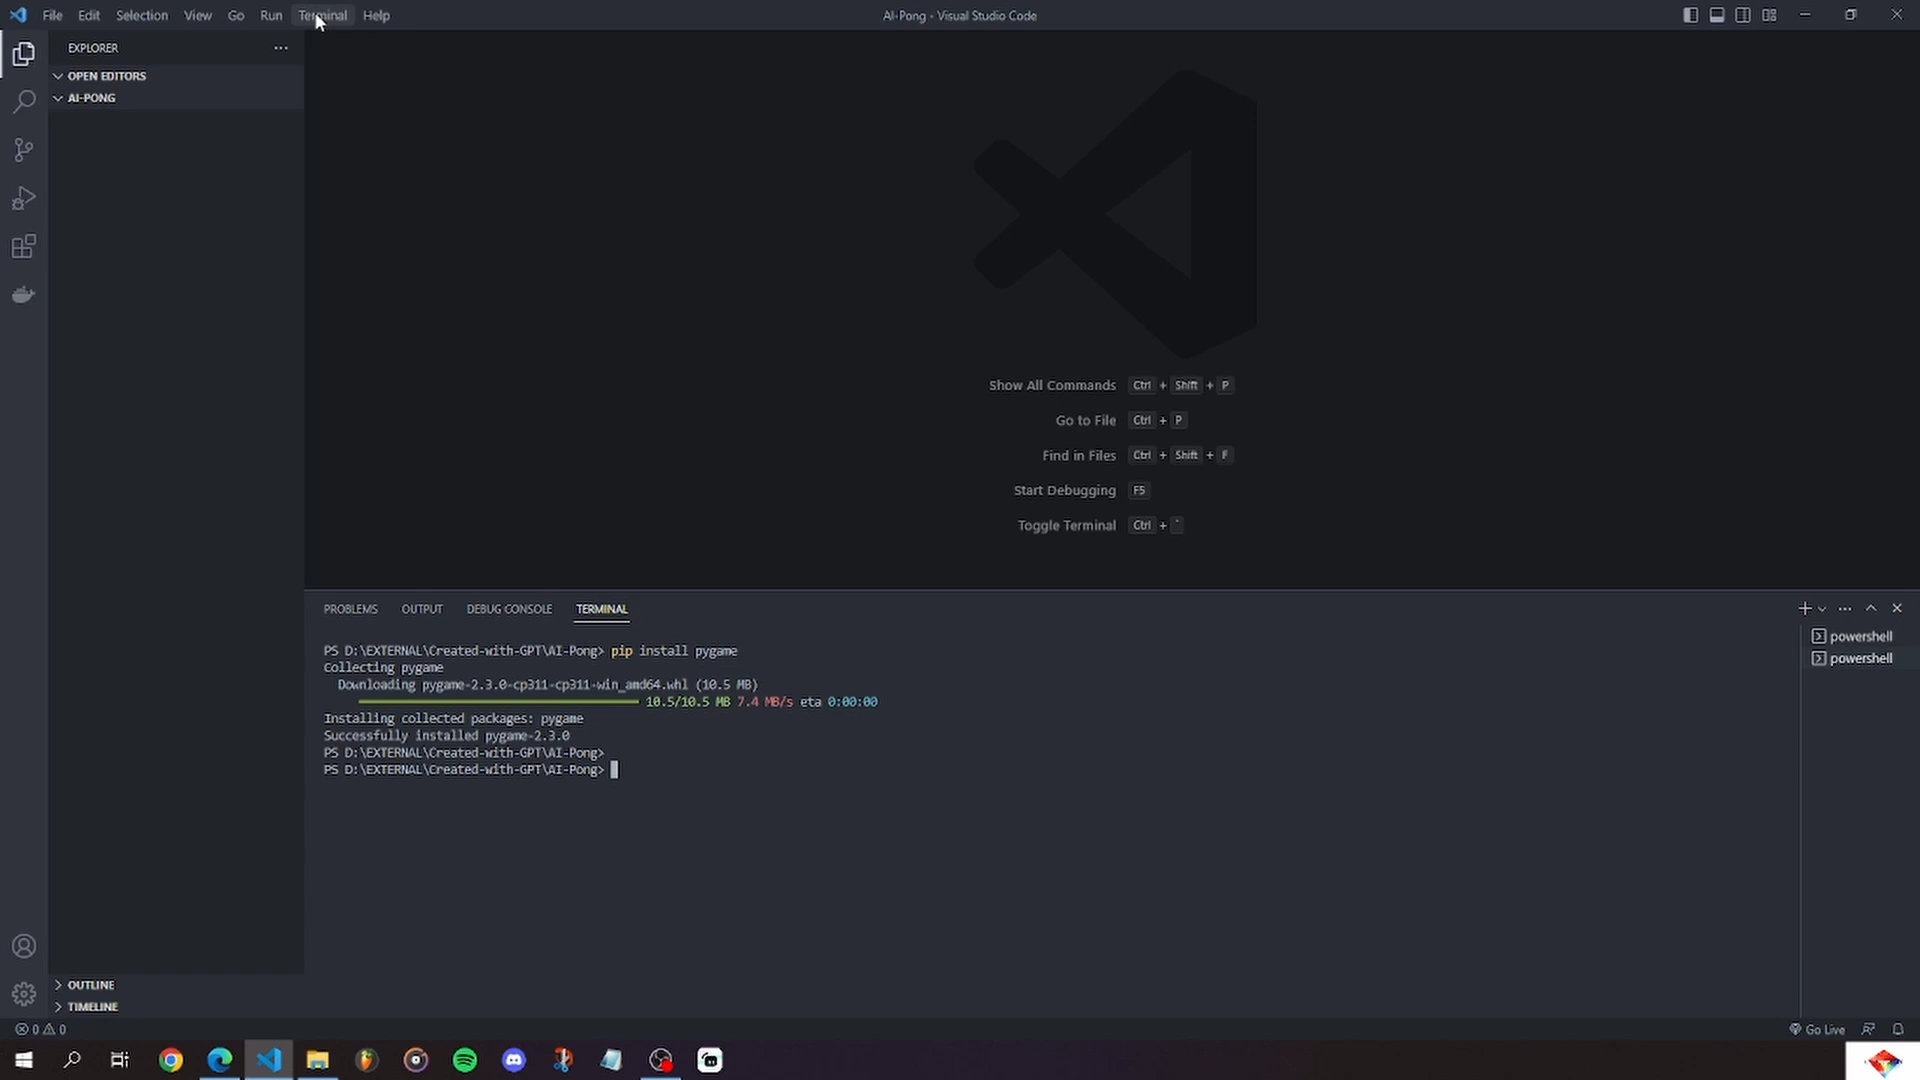 File Edit Selection View Go Run Terminal Help
AI-Pong - Visual Studio Code
EXPLORER
OPEN EDITORS
AI-PONG
Show All Commands Ctrl + Shift + P
Go to File Ctrl + P
Find in Files Ctrl + Shift + F
Start Debugging F5
Toggle Terminal Ctrl + `
PROBLEMS OUTPUT DEBUG CONSOLE TERMINAL
powershell
powershell
PS D:\EXTERNAL\Created-with-GPT\AI-Pong> pip install pygame
Collecting pygame
Downloading pygame-2.3.0-cp311-cp311-win_amd64.whl (10.5 MB)
10.5/10.5 MB 7.4 MB/s eta 0:00:00
Installing collected packages: pygame
Successfully installed pygame-2.3.0
PS D:\EXTERNAL\Created-with-GPT\AI-Pong>
PS D:\EXTERNAL\Created-with-GPT\AI-Pong>
OUTLINE
TIMELINE
0 0
Go Live